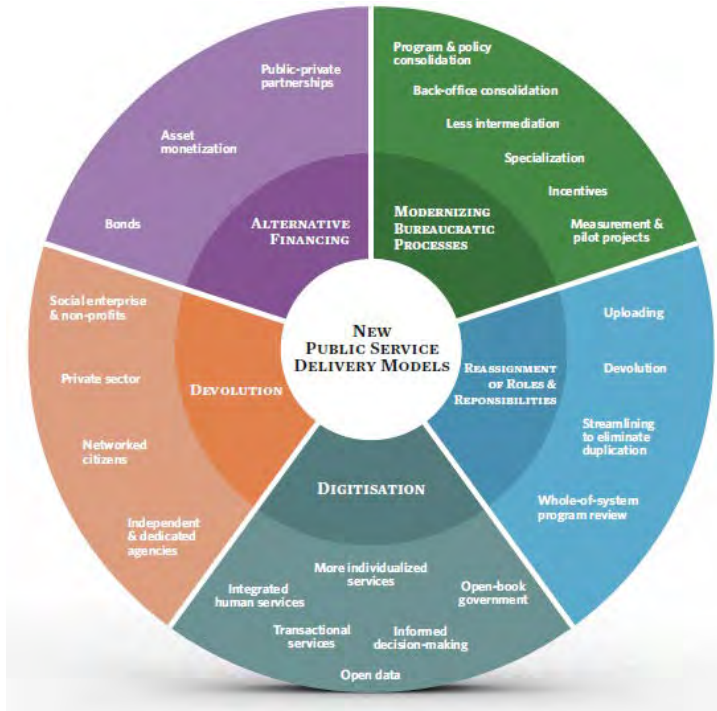 NEW
PUBLIC SERVICE
DELIVERY MODELS
ALTERNATIVE
FINANCING
Public-private
partnerships
Asset
monetization
Bonds
MODERNIZING
BUREAUCRATIC
PROCESSES
Program & policy
consolidation
Back-office consolidation
Less intermediation
Specialization
Incentives
Measurement &
pilot projects
REASSIGNMENT
OF ROLES &
REPONSIBILITIES
Uploading
Devolution
Streamlining
to eliminate
duplication
Whole-of-system
program review
DIGITISATION
More individualized
services
Integrated
human services
Open-book
government
Transactional
services
Informed
decision-making
Open data
DEVOLUTION
Social enterprise
& non-profits
Private sector
Networked
citizens
Independent
& dedicated
agencies